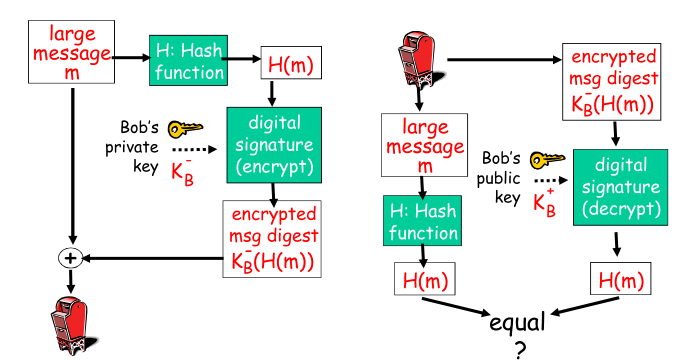 large
message
m
H: Hash
function
H(m)
Bob's
private
key
K_B^-
digital
signature
(encrypt)
encrypted
msg digest
K_B^-(H(m))
+
encrypted
msg digest
K_B^-(H(m))
large
message
m
Bob's
public
key
K_B^+
digital
signature
(decrypt)
H: Hash
function
H(m)
H(m)
equal
?